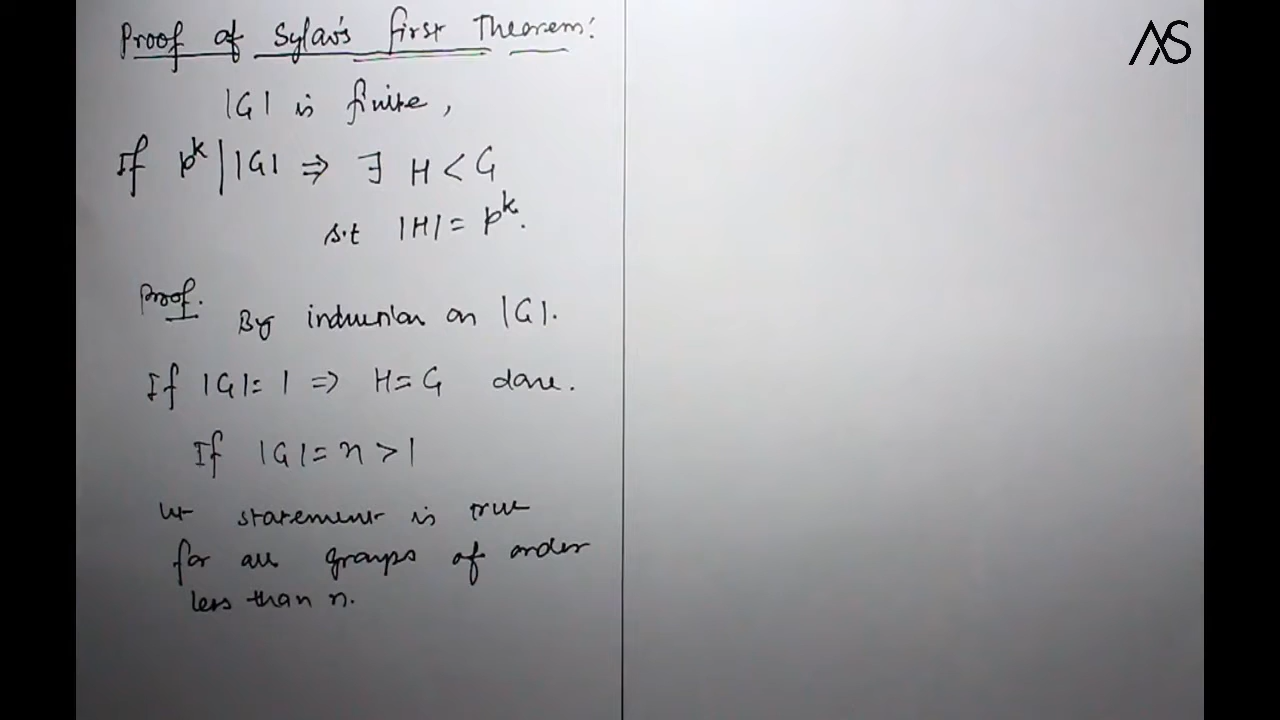 Proof of Sylow's first Theorem:
|G| is finite,
If p^k | |G| ⇒ ∃ H < G
s.t |H| = p^k.
Proof.
By induction on |G|.
If |G| = 1 ⇒ H = G done.
If |G| = n > 1
let statement is true
for all groups of order
less than n.
AS